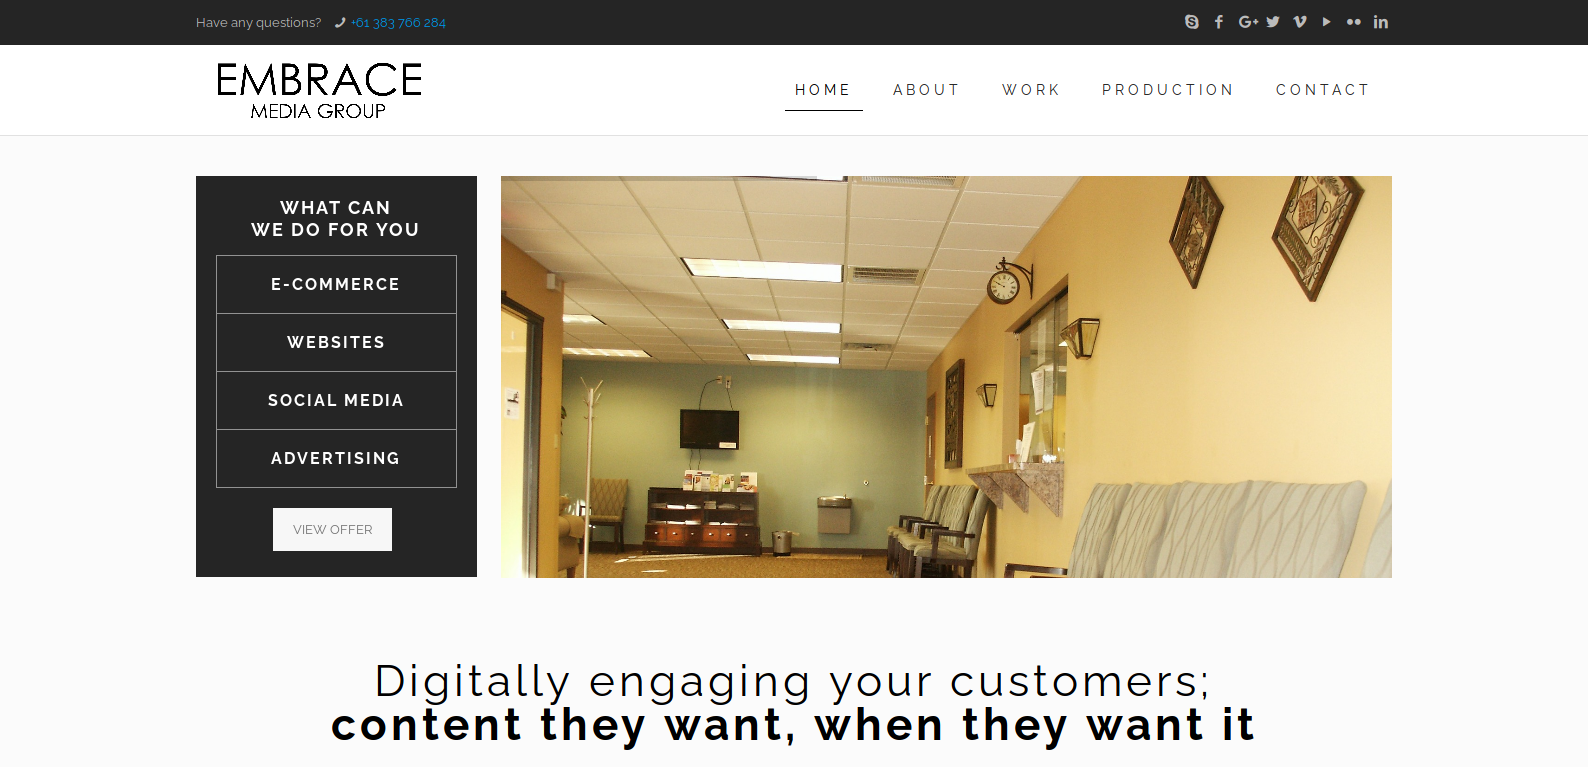 Have any questions? +61 383 766 284
EMBRACE
MEDIA GROUP
HOME ABOUT WORK PRODUCTION CONTACT
WHAT CAN
WE DO FOR YOU
E-COMMERCE
WEBSITES
SOCIAL MEDIA
ADVERTISING
VIEW OFFER
Digitally engaging your customers;
content they want, when they want it